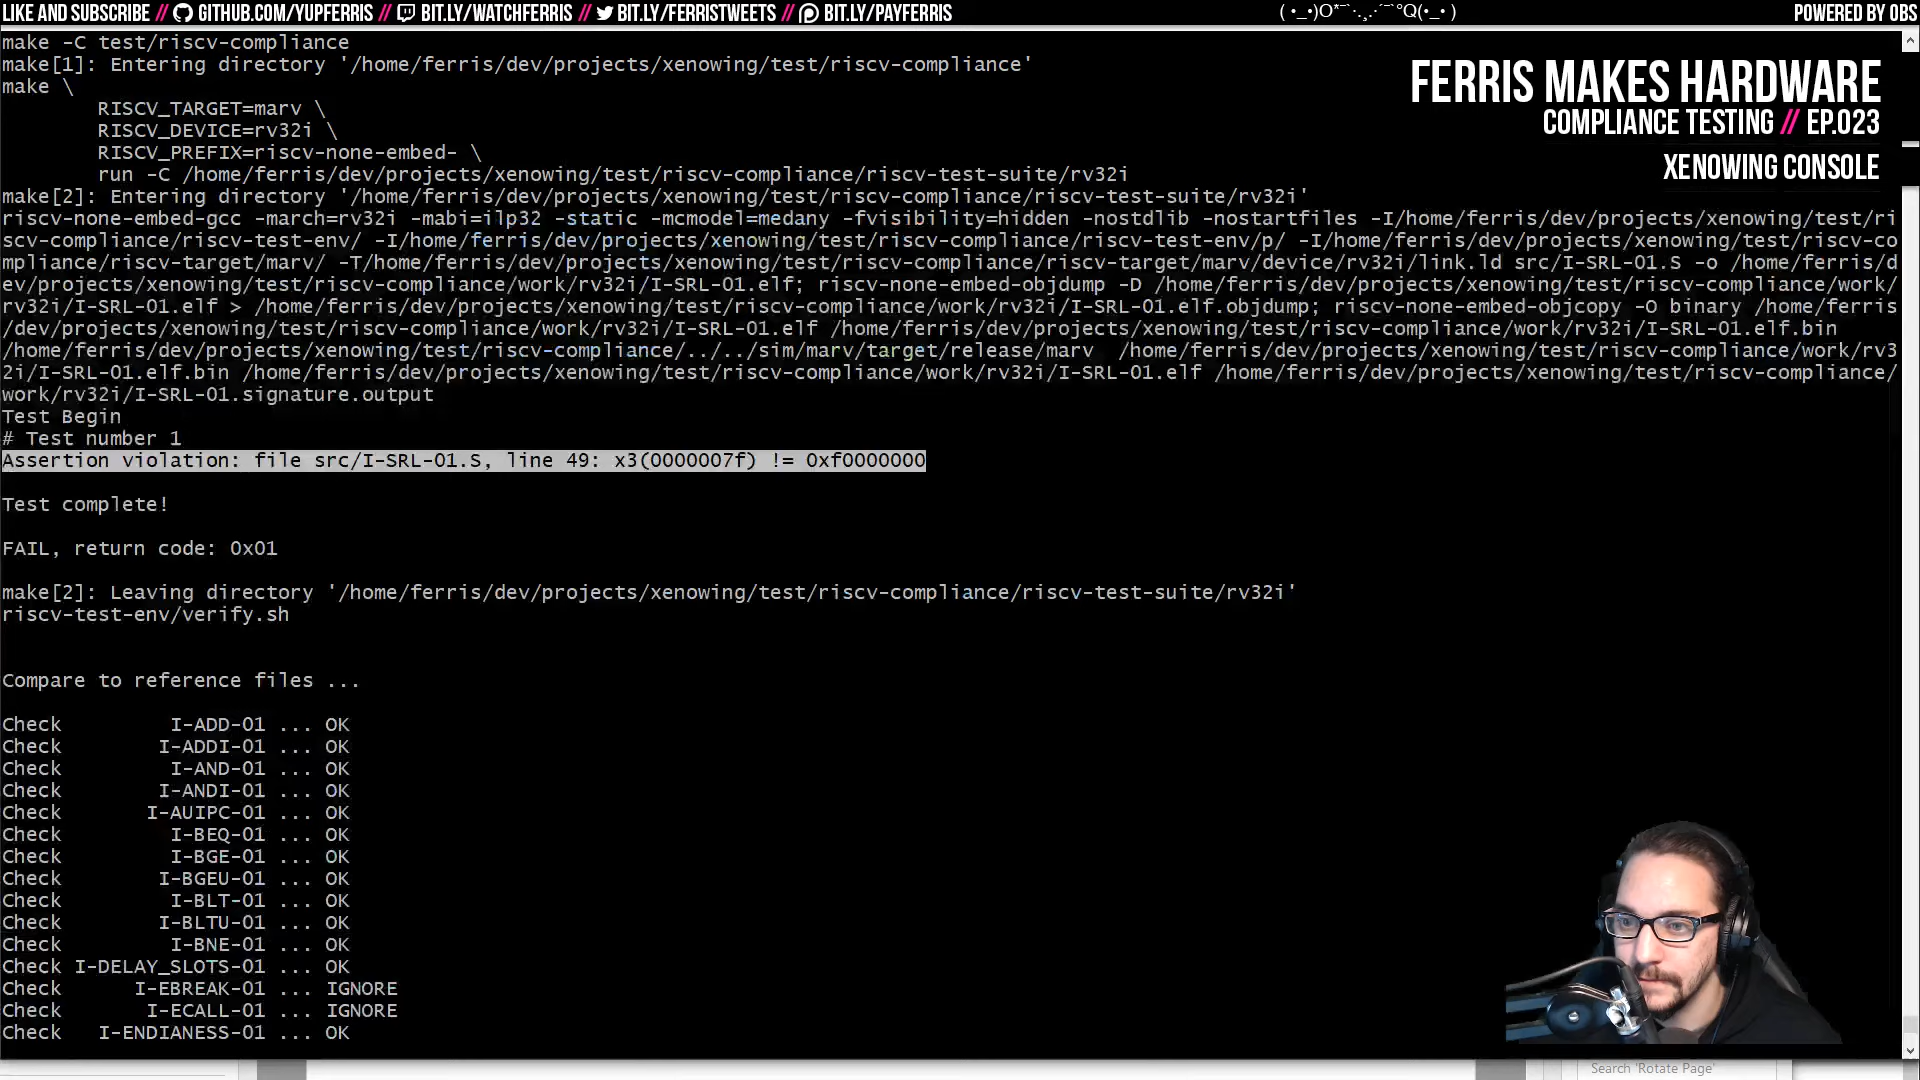 LIKE AND SUBSCRIBE // GITHUB.COM/YUPFERRIS // BIT.LY/WATCHFERRIS // BIT.LY/FERRISTWEETS // BIT.LY/PAYFERRIS
POWERED BY OBS
make -C test/riscv-compliance
make[1]: Entering directory '/home/ferris/dev/projects/xenowing/test/riscv-compliance'
make \
RISCV_TARGET=marv \
RISCV_DEVICE=rv32i \
RISCV_PREFIX=riscv-none-embed- \
run -C /home/ferris/dev/projects/xenowing/test/riscv-compliance/riscv-test-suite/rv32i
FERRIS MAKES HARDWARE
COMPLIANCE TESTING // EP.023
XENOWING CONSOLE
make[2]: Entering directory '/home/ferris/dev/projects/xenowing/test/riscv-compliance/riscv-test-suite/rv32i'
riscv-none-embed-gcc -march=rv32i -mabi=ilp32 -static -mcmodel=medany -fvisibility=hidden -nostdlib -nostartfiles -I/home/ferris/dev/projects/xenowing/test/ri
scv-compliance/riscv-test-env/ -I/home/ferris/dev/projects/xenowing/test/riscv-compliance/riscv-test-env/p/ -I/home/ferris/dev/projects/xenowing/test/riscv-co
mpliance/riscv-target/marv/ -T/home/ferris/dev/projects/xenowing/test/riscv-compliance/riscv-target/marv/device/rv32i/link.ld src/I-SRL-01.S -o /home/ferris/d
ev/projects/xenowing/test/riscv-compliance/work/rv32i/I-SRL-01.elf; riscv-none-embed-objdump -D /home/ferris/dev/projects/xenowing/test/riscv-compliance/work/
rv32i/I-SRL-01.elf > /home/ferris/dev/projects/xenowing/test/riscv-compliance/work/rv32i/I-SRL-01.elf.objdump; riscv-none-embed-objcopy -O binary /home/ferris
/dev/projects/xenowing/test/riscv-compliance/work/rv32i/I-SRL-01.elf /home/ferris/dev/projects/xenowing/test/riscv-compliance/work/rv32i/I-SRL-01.elf.bin
/home/ferris/dev/projects/xenowing/test/riscv-compliance/../../sim/marv/target/release/marv  /home/ferris/dev/projects/xenowing/test/riscv-compliance/work/rv3
2i/I-SRL-01.elf.bin /home/ferris/dev/projects/xenowing/test/riscv-compliance/work/rv32i/I-SRL-01.elf /home/ferris/dev/projects/xenowing/test/riscv-compliance/
work/rv32i/I-SRL-01.signature.output
Test Begin
# Test number 1
Assertion violation: file src/I-SRL-01.S, line 49: x3(0000007f) != 0xf0000000
Test complete!
FAIL, return code: 0x01
make[2]: Leaving directory '/home/ferris/dev/projects/xenowing/test/riscv-compliance/riscv-test-suite/rv32i'
riscv-test-env/verify.sh
Compare to reference files ...
Check I-ADD-01 ... OK
Check I-ADDI-01 ... OK
Check I-AND-01 ... OK
Check I-ANDI-01 ... OK
Check I-AUIPC-01 ... OK
Check I-BEQ-01 ... OK
Check I-BGE-01 ... OK
Check I-BGEU-01 ... OK
Check I-BLT-01 ... OK
Check I-BLTU-01 ... OK
Check I-BNE-01 ... OK
Check I-DELAY_SLOTS-01 ... OK
Check I-EBREAK-01 ... IGNORE
Check I-ECALL-01 ... IGNORE
Check I-ENDIANESS-01 ... OK
Search 'Rotate Page'